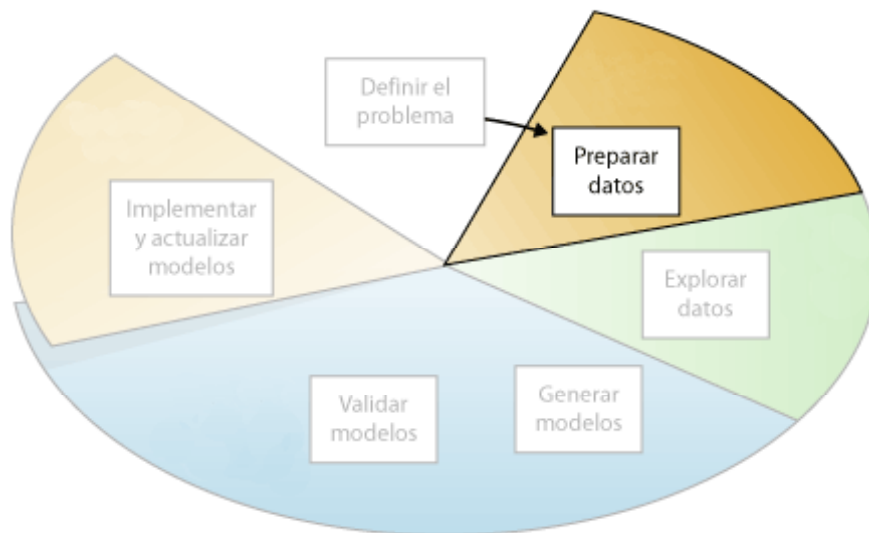 Definir el
problema
Preparar
datos
Explorar
datos
Generar
modelos
Validar
modelos
Implementar
y actualizar
modelos